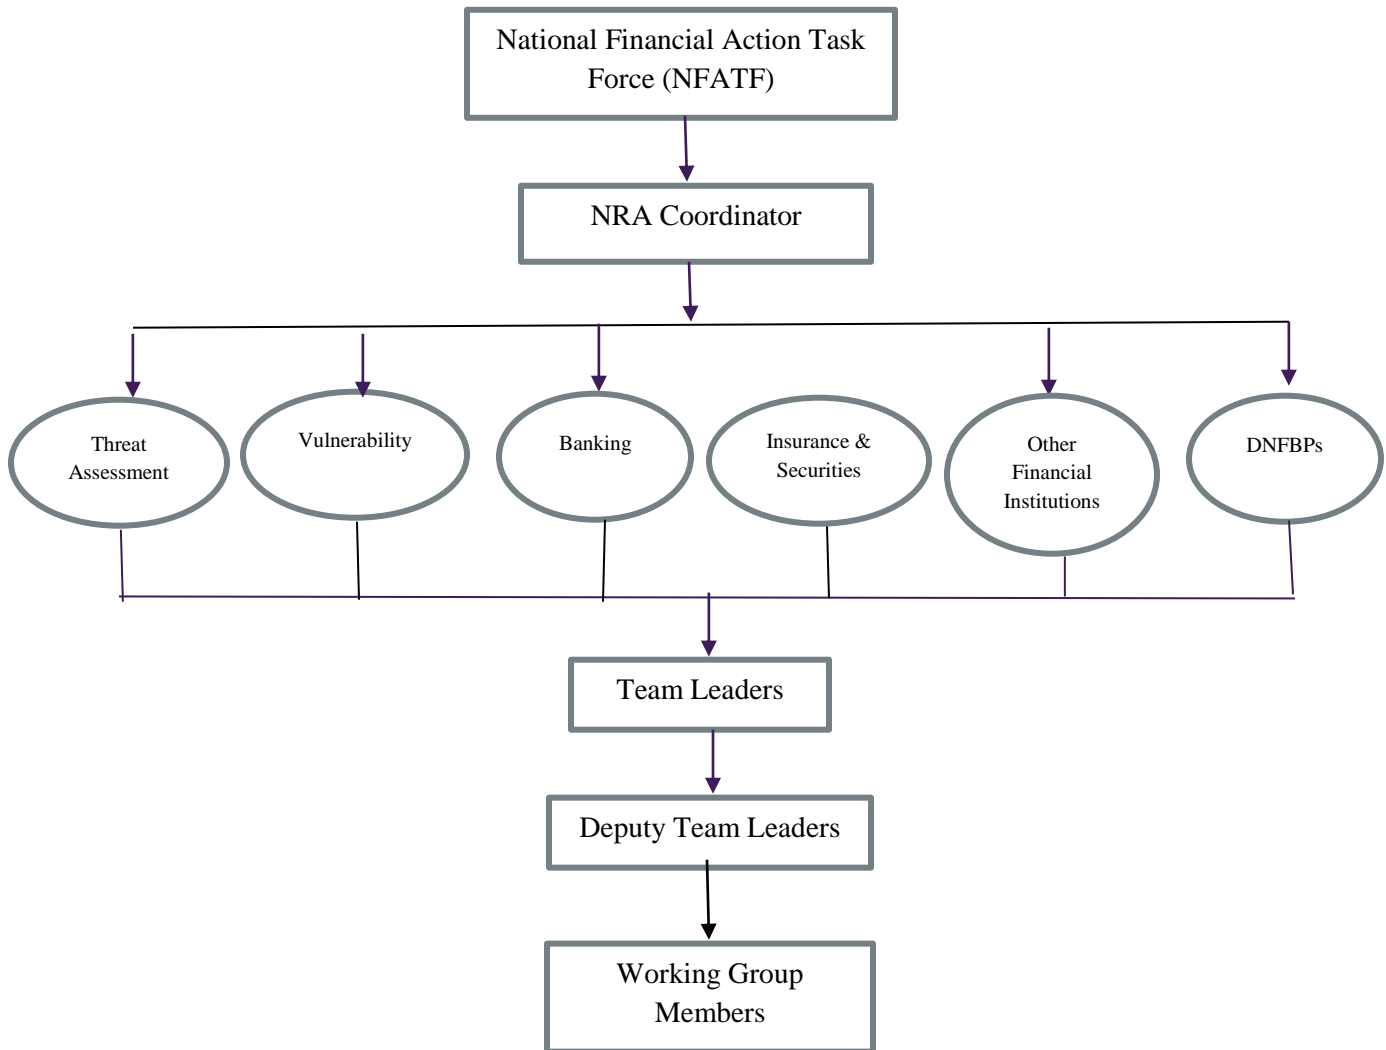 National Financial Action Task
Force (NFATF)
NRA Coordinator
Threat
Assessment
Vulnerability
Banking
Insurance &
Securities
Other
Financial
Institutions
DNFBPs
Team Leaders
Deputy Team Leaders
Working Group
Members